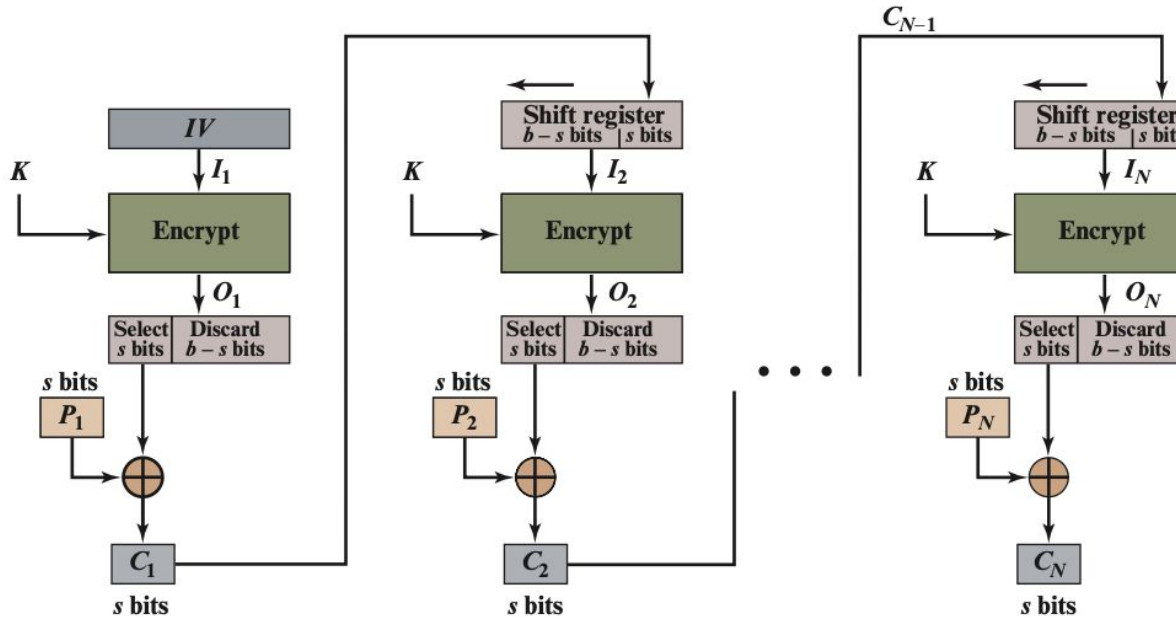 C_{N-1}
IV
Shift register
b – s bits | s bits
Shift register
b – s bits | s bit
K
I_1
K
I_2
K
I_N
Encrypt
Encrypt
Encrypt
O_1
O_2
O_N
Select
s bits
Discard
b – s bits
Select
s bits
Discard
b – s bits
Select
s bits
Discard
b – s bits
s bits
P_1
s bits
P_2
s bits
P_N
C_1
s bits
C_2
s bits
C_N
s bits